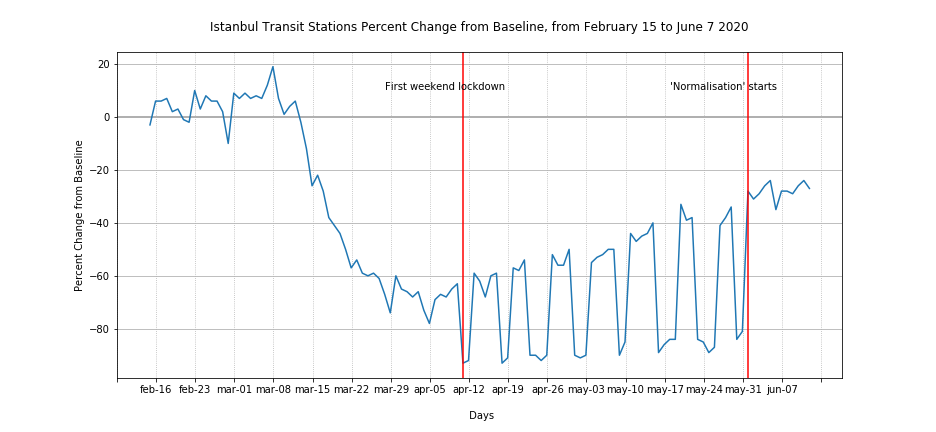 Istanbul Transit Stations Percent Change from Baseline, from February 15 to June 7 2020
Percent Change from Baseline
20
0
−20
−40
−60
−80
First weekend lockdown
'Normalisation' starts
feb-16 feb-23 mar-01 mar-08 mar-15 mar-22 mar-29 apr-05 apr-12 apr-19 apr-26 may-03 may-10 may-17 may-24 may-31 jun-07
Days